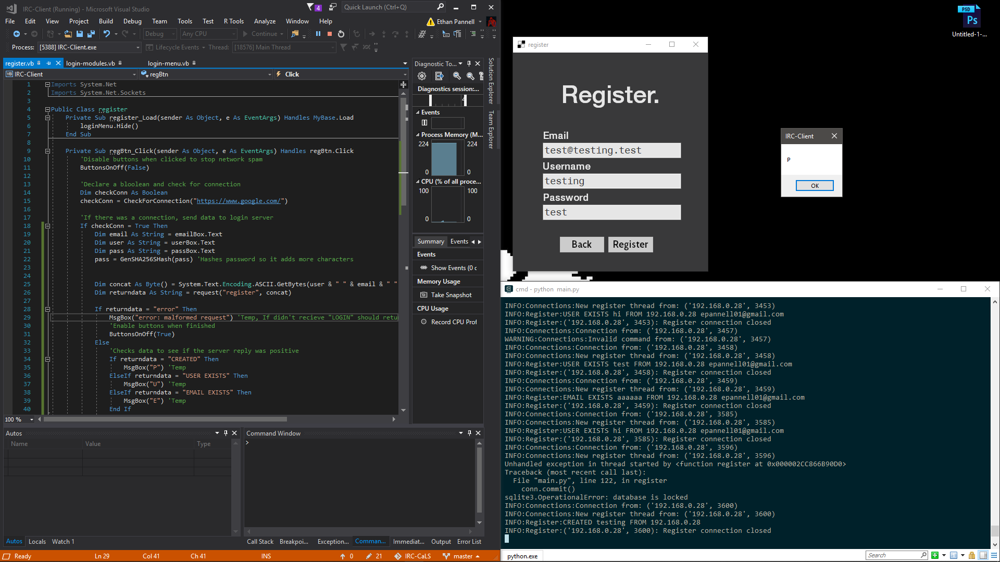 IRC-Client (Running) - Microsoft Visual Studio
4
Quick Launch (Ctrl+Q)
File Edit View Project Build Debug Team Tools Test R Tools Analyze Window Help
Ethan Pannell
Debug Any CPU Continue
Process: [5388] IRC-Client.exe Lifecycle Events Thread: [18576] Main Thread
register.vb login-modules.vb login-menu.vb
IRC-Client regBtn Click
1 Imports System.Net
2 Imports System.Net.Sockets
3
4 Public Class register
5 Private Sub register_Load(sender As Object, e As EventArgs) Handles MyBase.Load
6 loginMenu.Hide()
7 End Sub
8
9 Private Sub regBtn_Click(sender As Object, e As EventArgs) Handles regBtn.Click
10 'Disable buttons when clicked to stop network spam
11 ButtonsOnOff(False)
12
13 'Declare a bloolean and check for connection
14 Dim checkConn As Boolean
15 checkConn = CheckForConnection("https://www.google.com/")
16
17 'If there was a connection, send data to login server
18 If checkConn = True Then
19 Dim email As String = emailBox.Text
20 Dim user As String = userBox.Text
21 Dim pass As String = passBox.Text
22 pass = GenSHA256SHash(pass) 'Hashes password so it adds more characters
23
24
25 Dim concat As Byte() = System.Text.Encoding.ASCII.GetBytes(user & " " & email & " "
26 Dim returndata As String = request("register", concat)
27
28 If returndata = "error" Then
29 MsgBox("error: malformed request") 'Temp, If didn't recieve "LOGIN" should retu
30 'Enable buttons when finished
31 ButtonsOnOff(True)
32 Else
33 'Checks data to see if the server reply was positive
34 If returndata = "CREATED" Then
35 MsgBox("P") 'Temp
36 ElseIf returndata = "USER EXISTS" Then
37 MsgBox("U") 'Temp
38 ElseIf returndata = "EMAIL EXISTS" Then
39 MsgBox("E") 'Temp
40 End If
100 %
Diagnostic To...
Diagnostics session:...
4
Events
Process Memory (M...
224 224
0 0
CPU (% of all proce...
100 100
0 0
Summary Events
Events
Show Events (0 c
Memory Usage
Take Snapshot
CPU Usage
Record CPU Prof
Solution Explorer
Team Explorer
Autos
Name Value Type
Autos Locals Watch 1
Command Window
>
Call Stack Breakpoi... Exception... Comman... Immediat... Output Error List
Ready Ln 29 Col 41 Ch 41 INS 0 21 IRC-CaLS master
PSD
Ps
Untitled-1-...
register
Register.
Email
test@testing.test
Username
testing
Password
test
Back Register
IRC-Client
P
OK
cmd - python main.py
INFO:Connections:New register thread from: ('192.168.0.28', 3453)
INFO:Register:USER EXISTS hi FROM 192.168.0.28 epannell01@gmail.com
INFO:Register:('192.168.0.28', 3453): Register connection closed
INFO:Connections:Connection from: ('192.168.0.28', 3457)
WARNING:Connections:Invalid command from: ('192.168.0.28', 3457)
INFO:Connections:Connection from: ('192.168.0.28', 3458)
INFO:Connections:New register thread from: ('192.168.0.28', 3458)
INFO:Register:USER EXISTS test FROM 192.168.0.28 epannell01@gmail.com
INFO:Register:('192.168.0.28', 3458): Register connection closed
INFO:Connections:Connection from: ('192.168.0.28', 3459)
INFO:Connections:New register thread from: ('192.168.0.28', 3459)
INFO:Register:EMAIL EXISTS aaaaaa FROM 192.168.0.28 epannell01@gmail.com
INFO:Register:('192.168.0.28', 3459): Register connection closed
INFO:Connections:Connection from: ('192.168.0.28', 3585)
INFO:Connections:New register thread from: ('192.168.0.28', 3585)
INFO:Register:USER EXISTS hi FROM 192.168.0.28 epannell01@gmail.com
INFO:Register:('192.168.0.28', 3585): Register connection closed
INFO:Connections:Connection from: ('192.168.0.28', 3596)
INFO:Connections:New register thread from: ('192.168.0.28', 3596)
Unhandled exception in thread started by <function register at 0x000002CC866B90D0>
Traceback (most recent call last):
File "main.py", line 122, in register
conn.commit()
sqlite3.OperationalError: database is locked
INFO:Connections:Connection from: ('192.168.0.28', 3600)
INFO:Connections:New register thread from: ('192.168.0.28', 3600)
INFO:Register:CREATED testing FROM 192.168.0.28
INFO:Register:('192.168.0.28', 3600): Register connection closed
python.exe
Search